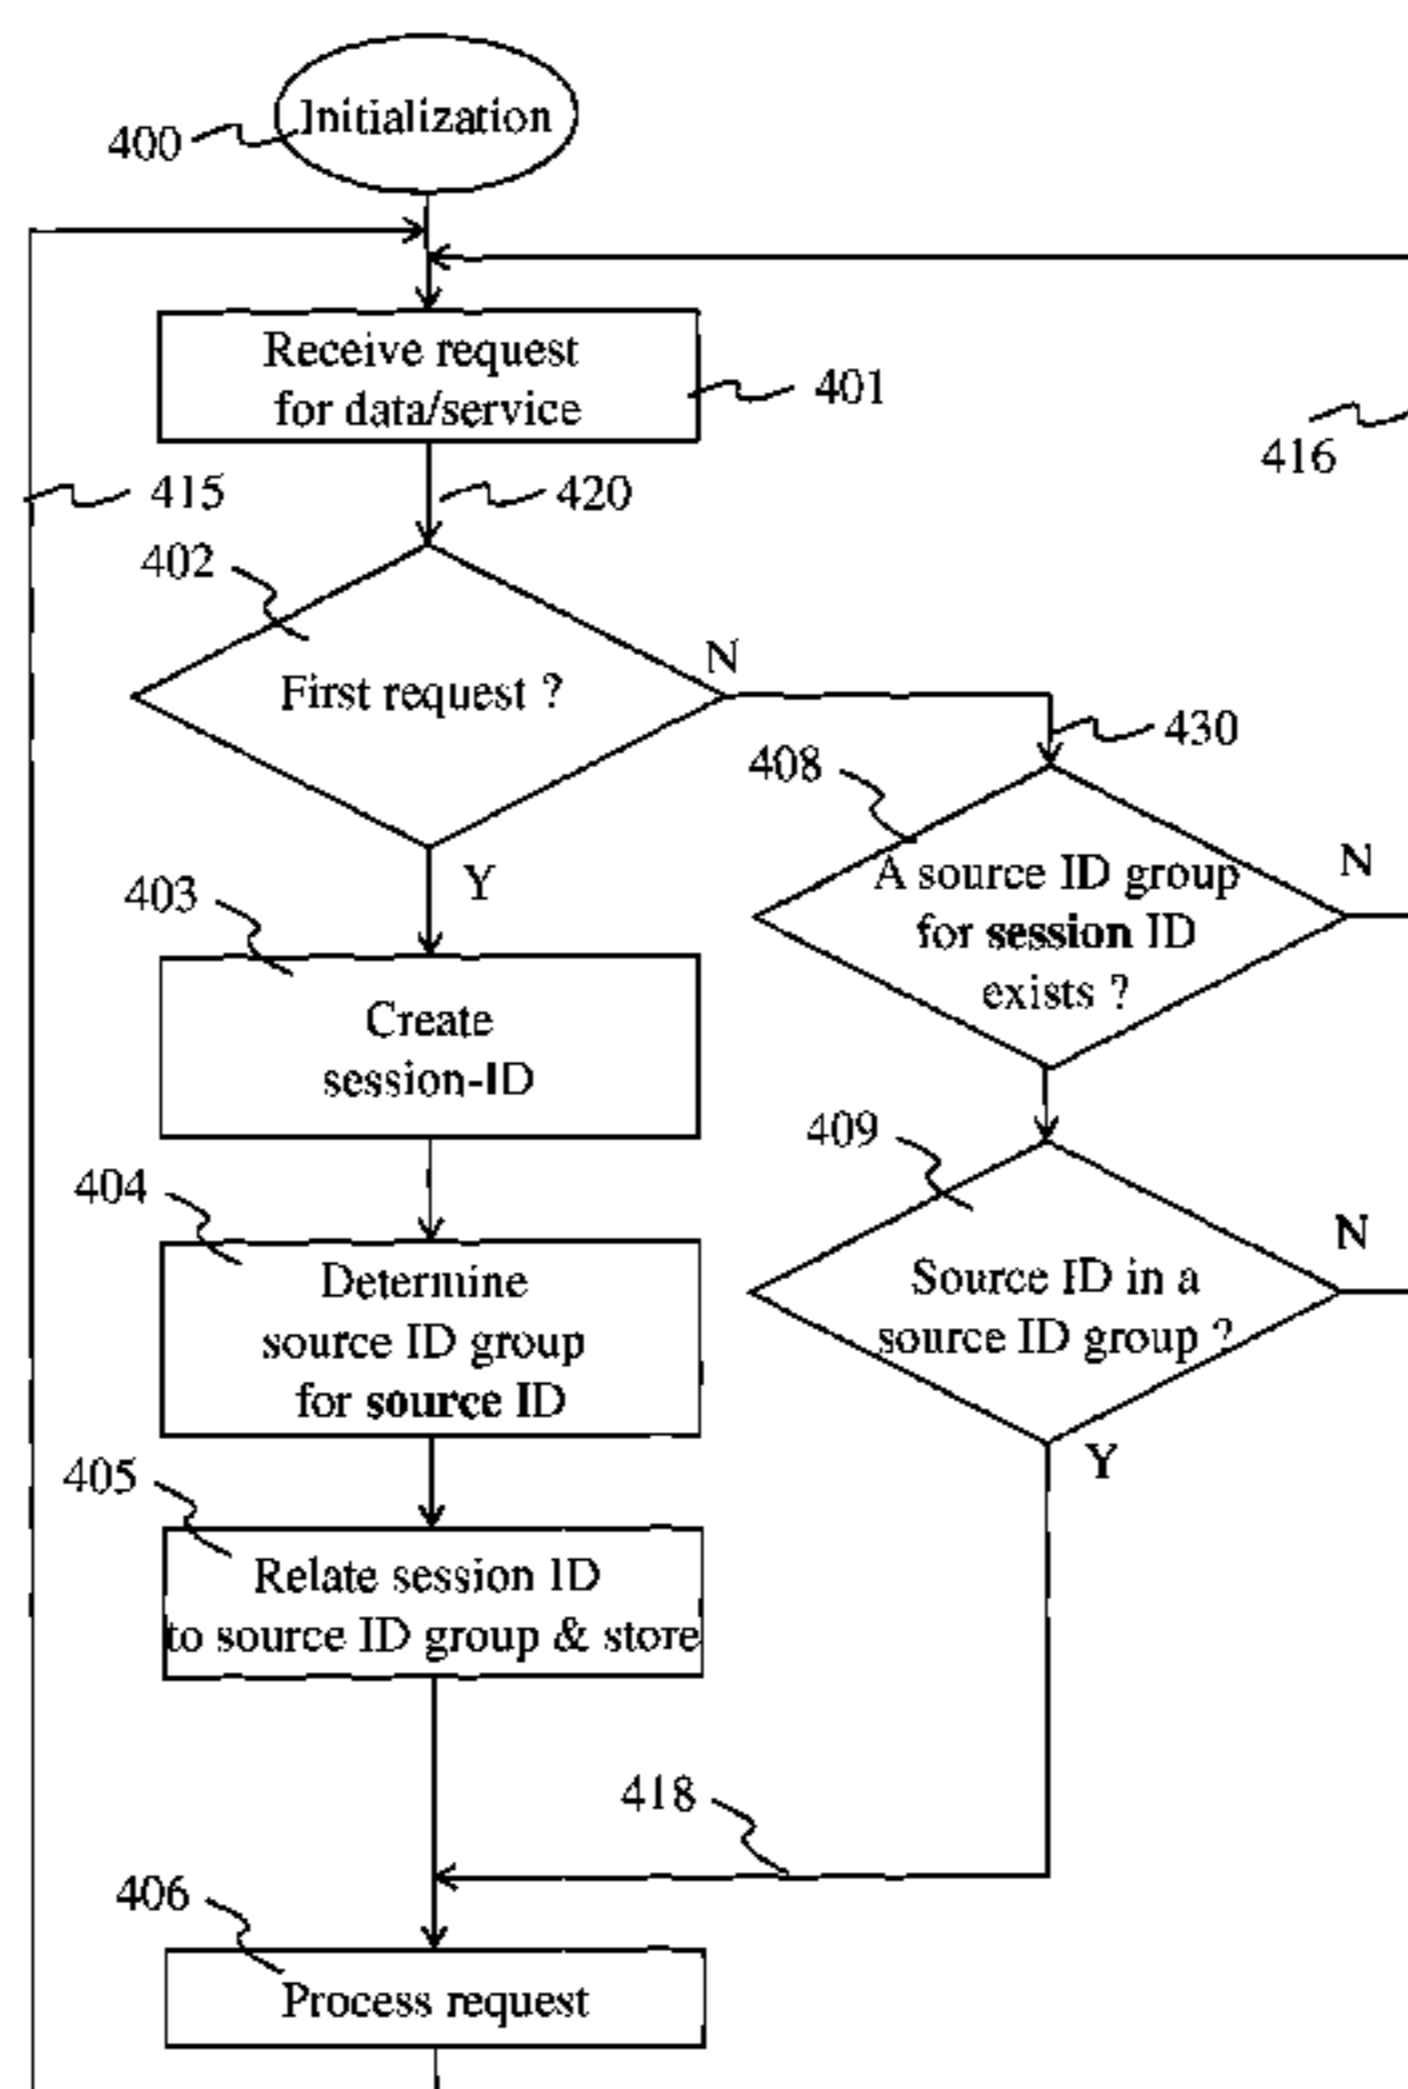 Initialization
400
Receive request
for data/service
401
416
415
420
402
First request ?
N
430
408
Y
A source ID group
for session ID
exists ?
N
403
Create
session-ID
409
404
Determine
source ID group
for source ID
Source ID in a
source ID group ?
N
Y
405
Relate session ID
to source ID group & store
418
406
Process request